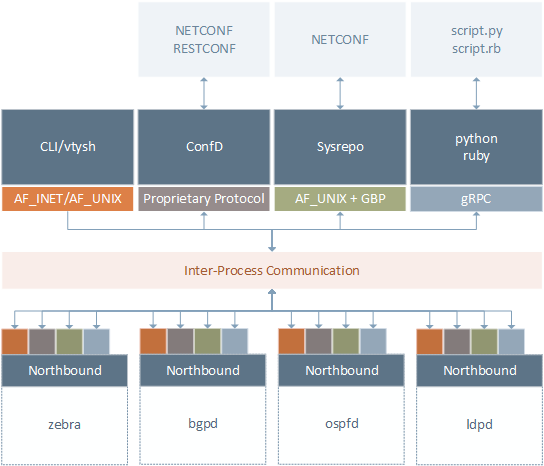 NETCONF
RESTCONF
NETCONF
script.py
script.rb
CLI/vtysh
ConfD
Sysrepo
python
ruby
AF_INET/AF_UNIX
Proprietary Protocol
AF_UNIX + GBP
gRPC
Inter-Process Communication
Northbound
Northbound
Northbound
Northbound
zebra
bgpd
ospfd
ldpd